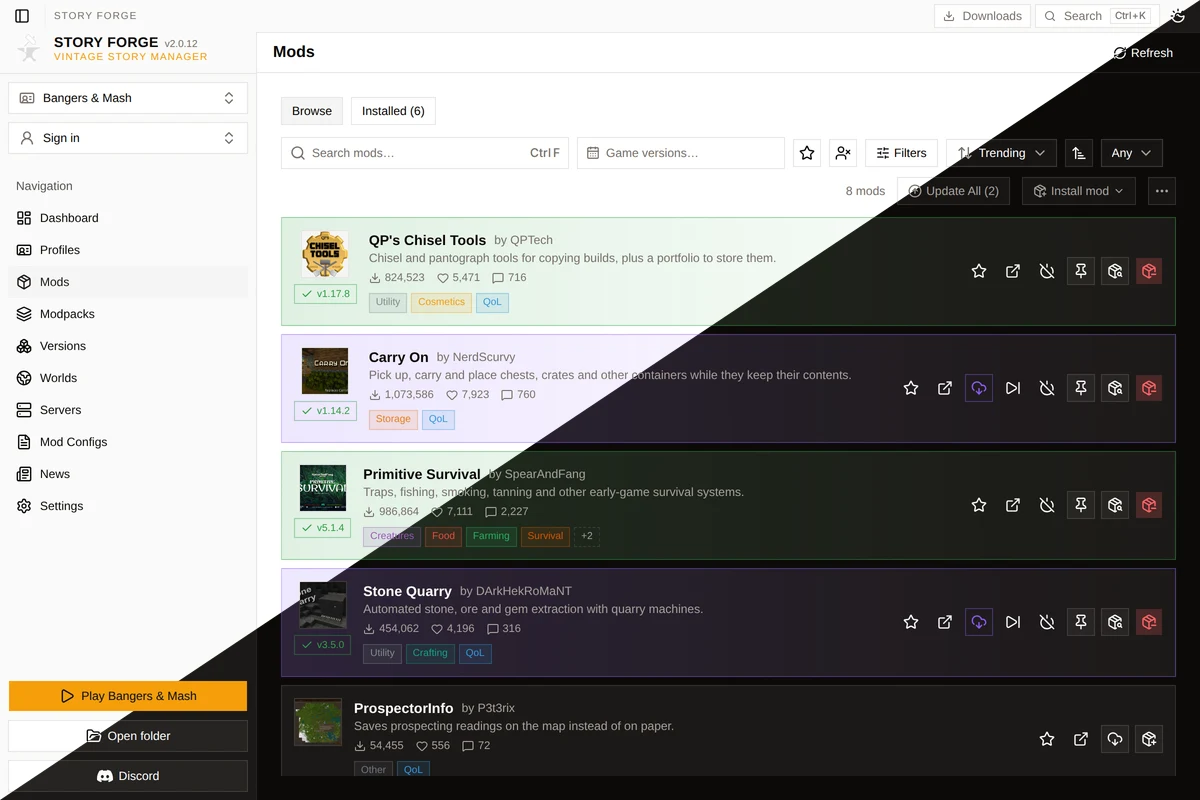 STORY FORGE
Downloads
Search Ctrl+K
STORY FORGE v2.0.12
VINTAGE STORY MANAGER
Mods
Refresh
Bangers & Mash
Sign in
Navigation
Dashboard
Profiles
Mods
Modpacks
Versions
Worlds
Servers
Mod Configs
News
Settings
Play Bangers & Mash
Open folder
Discord
Browse
Installed (6)
Search mods… Ctrl F
Game versions…
Filters
Trending
Any
8 mods
Update All (2)
Install mod
CHISEL TOOLS
v1.17.8
QP's Chisel Tools by QPTech
Chisel and pantograph tools for copying builds, plus a portfolio to store them.
824,523 5,471 716
Utility Cosmetics QoL
CARRY ON
v1.14.2
Carry On by NerdScurvy
Pick up, carry and place chests, crates and other containers while they keep their contents.
1,073,586 7,923 760
Storage QoL
PRIMITIVE
SURVIVAL
v5.1.4
Primitive Survival by SpearAndFang
Traps, fishing, smoking, tanning and other early-game survival systems.
986,864 7,111 2,227
Creatures Food Farming Survival +2
v3.5.0
Stone Quarry by DArkHekRoMaNT
Automated stone, ore and gem extraction with quarry machines.
454,062 4,196 316
Utility Crafting QoL
ProspectorInfo by P3t3rix
Saves prospecting readings on the map instead of on paper.
54,455 556 72
Other QoL